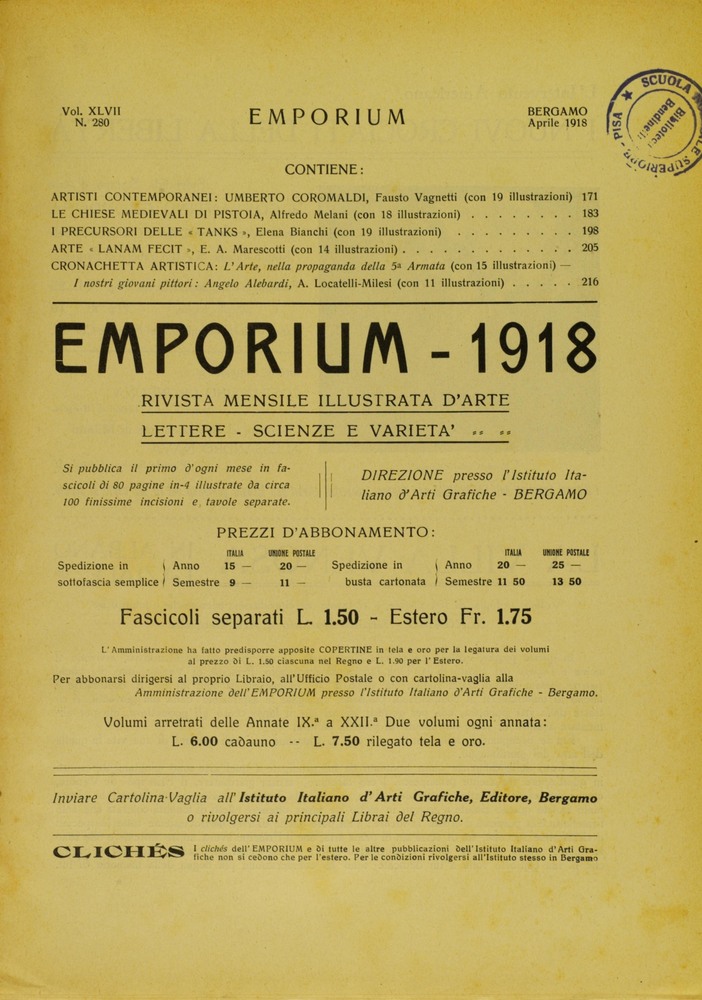 Vol. XLVII
N. 280
EMPORIUM
BERGAMO
Aprile 1918
SCUOLA
SUPERIORE - PISA
CONTIENE:
ARTISTI CONTEMPORANEI: UMBERTO COROMALDI, Fausto Vagnetti (con 19 illustrazioni) 171
LE CHIESE MEDIEVALI DI PISTOIA, Alfredo Melani (con 18 illustrazioni) . . . . . . . . 183
I PRECURSORI DELLE « TANKS », Elena Bianchi (con 19 illustrazioni) . . . . . . . . . 198
ARTE « LANAM FECIT », E. A. Marescotti (con 14 illustrazioni) . . . . . . . . . . . . . 205
CRONACHETTA ARTISTICA: L'Arte, nella propaganda della 5ª Armata (con 15 illustrazioni) —
I nostri giovani pittori: Angelo Alebardi, A. Locatelli-Milesi (con 11 illustrazioni) . . . . . 216
EMPORIUM - 1918
RIVISTA MENSILE ILLUSTRATA D'ARTE
LETTERE - SCIENZE E VARIETA'
Si pubblica il primo d'ogni mese in fa-
scicoli di 80 pagine in-4 illustrate da circa
100 finissime incisioni e tavole separate.
DIREZIONE presso l'Istituto Ita-
liano d'Arti Grafiche - BERGAMO
PREZZI D'ABBONAMENTO:
ITALIA UNIONE POSTALE ITALIA UNIONE POSTALE
Spedizione in Anno 15 — 20 — Spedizione in Anno 20 — 25 —
sottofascia semplice Semestre 9 — 11 — busta cartonata Semestre 11 50 13 50
Fascicoli separati L. 1.50 - Estero Fr. 1.75
L'Amministrazione ha fatto predisporre apposite COPERTINE in tela e oro per la legatura dei volumi
al prezzo di L. 1.50 ciascuna nel Regno e L. 1.90 per l'Estero.
Per abbonarsi dirigersi al proprio Libraio, all'Ufficio Postale o con cartolina-vaglia alla
Amministrazione dell'EMPORIUM presso l'Istituto Italiano d'Arti Grafiche - Bergamo.
Volumi arretrati delle Annate IX.ª a XXII.ª Due volumi ogni annata:
L. 6.00 cadauno -- L. 7.50 rilegato tela e oro.
Inviare Cartolina-Vaglia all'Istituto Italiano d'Arti Grafiche, Editore, Bergamo
o rivolgersi ai principali Librai del Regno.
CLICHÉS I clichés dell'EMPORIUM e di tutte le altre pubblicazioni dell'Istituto Italiano d'Arti Gra-
fiche non si cedono che per l'estero. Per le condizioni rivolgersi all'Istituto stesso in Bergamo